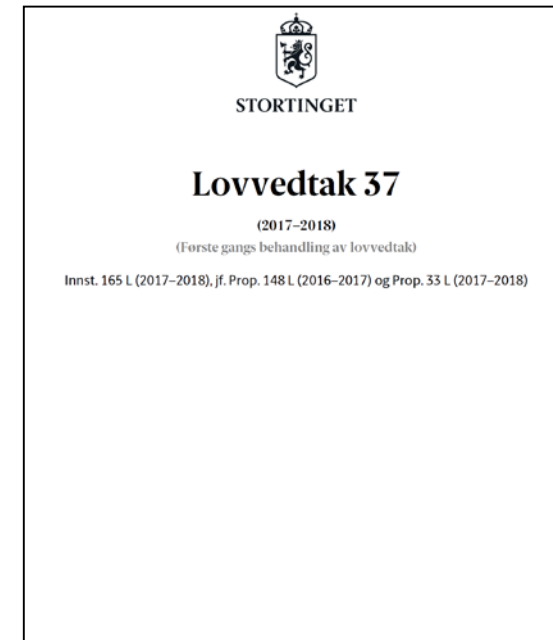 STORTINGET
Lovvedtak 37
(2017–2018)
(Første gangs behandling av lovvedtak)
Innst. 165 L (2017–2018), jf. Prop. 148 L (2016–2017) og Prop. 33 L (2017–2018)